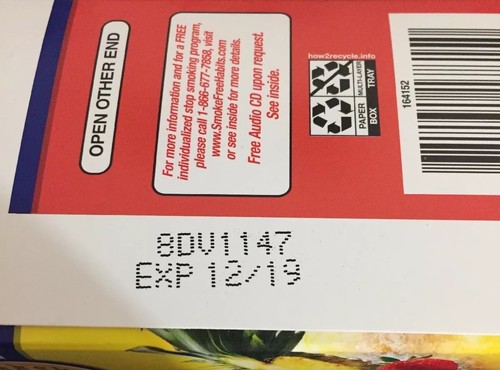 OPEN OTHER END
For more information and for a FREE
individualized stop smoking program,
please call 1-866-677-7858, visit
www.SmokeFreeHabits.com
or see inside for more details.
Free Audio CD upon request.
See inside.
how2recycle.info
PAPER
BOX
MULTI-LAYER
TRAY
164152
8DV1147
EXP 12/19